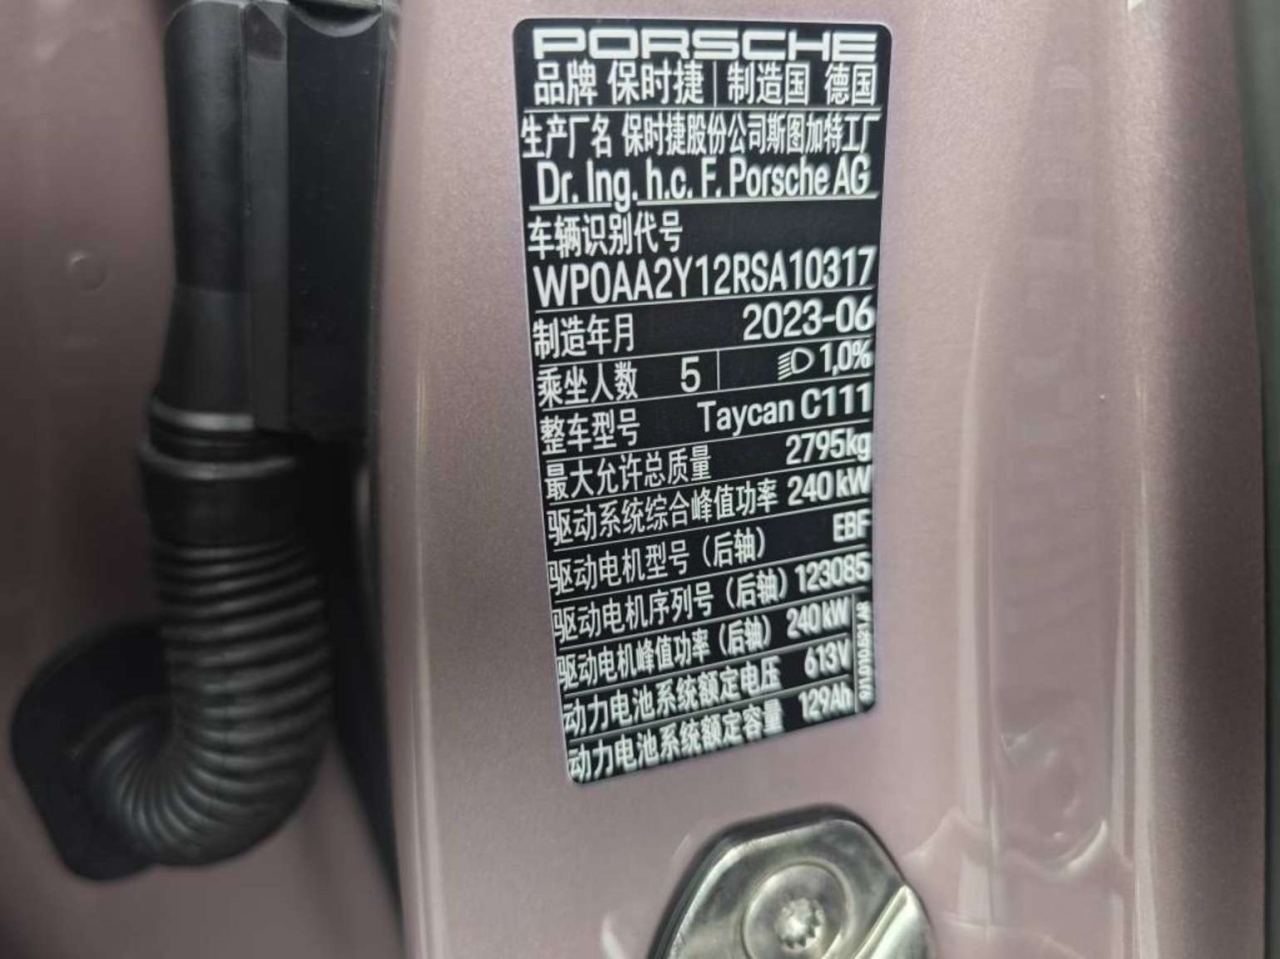 PORSCHE
品牌 保时捷 制造国 德国
生产厂名 保时捷股份公司斯图加特工厂
Dr. Ing. h.c. F. Porsche AG
车辆识别代号
WP0AA2Y12RSA10317
制造年月 2023-06
乘坐人数 5 1,0%
整车型号 Taycan C111
最大允许总质量 2795kg
驱动系统综合峰值功率 240 kW
驱动电机型号（后轴） EBF
驱动电机序列号（后轴） 123085
驱动电机峰值功率（后轴） 240 kW
动力电池系统额定电压 613V
动力电池系统额定容量 129Ah